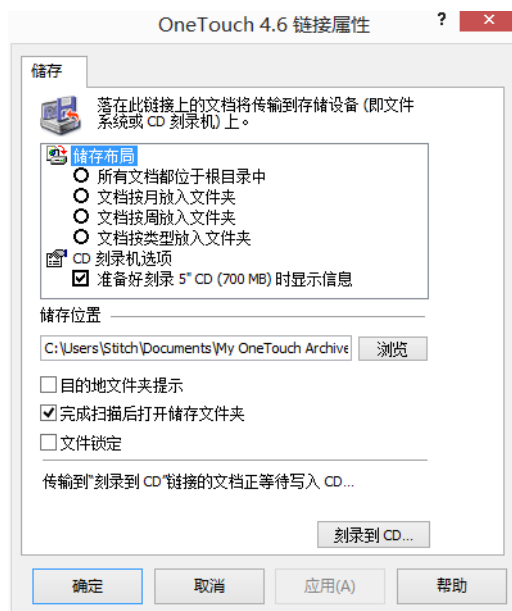 OneTouch 4.6 链接属性
?
储存
落在此链接上的文档将传输到存储设备 (即文件
系统或 CD 刻录机) 上。
储存布局
所有文档都位于根目录中
文档按月放入文件夹
文档按周放入文件夹
文档按类型放入文件夹
CD 刻录机选项
准备好刻录 5" CD (700 MB) 时显示信息
储存位置
C:\Users\Stitch\Documents\My OneTouch Archive 浏览
目的地文件夹提示
完成扫描后打开储存文件夹
文件锁定
传输到"刻录到 CD"链接的文档正等待写入 CD...
刻录到 CD...
确定 取消 应用(A) 帮助